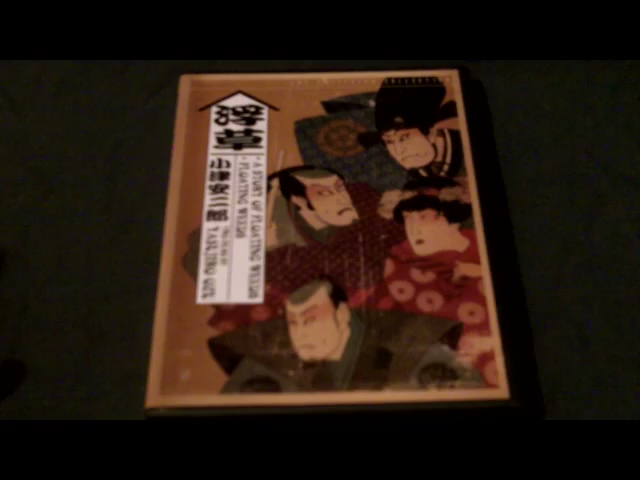 浮草
小津安二郎
YASUJIRO OZU
• A STORY OF FLOATING WEEDS
• FLOATING WEEDS